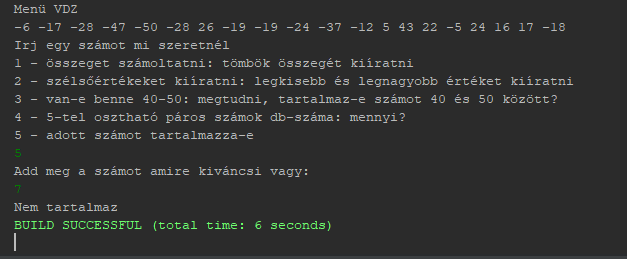 Menü VDZ
-6 -17 -28 -47 -50 -28 26 -19 -19 -24 -37 -12 5 43 22 -5 24 16 17 -18
Irj egy számot mi szeretnél
1 - összeget számoltatni: tömbök összegét kiíratni
2 - szélsőértékeket kiíratni: legkisebb és legnagyobb értéket kiíratni
3 - van-e benne 40-50: megtudni, tartalmaz-e számot 40 és 50 között?
4 - 5-tel osztható páros számok db-száma: mennyi?
5 - adott számot tartalmazza-e
5
Add meg a számot amire kiváncsi vagy:
7
Nem tartalmaz
BUILD SUCCESSFUL (total time: 6 seconds)